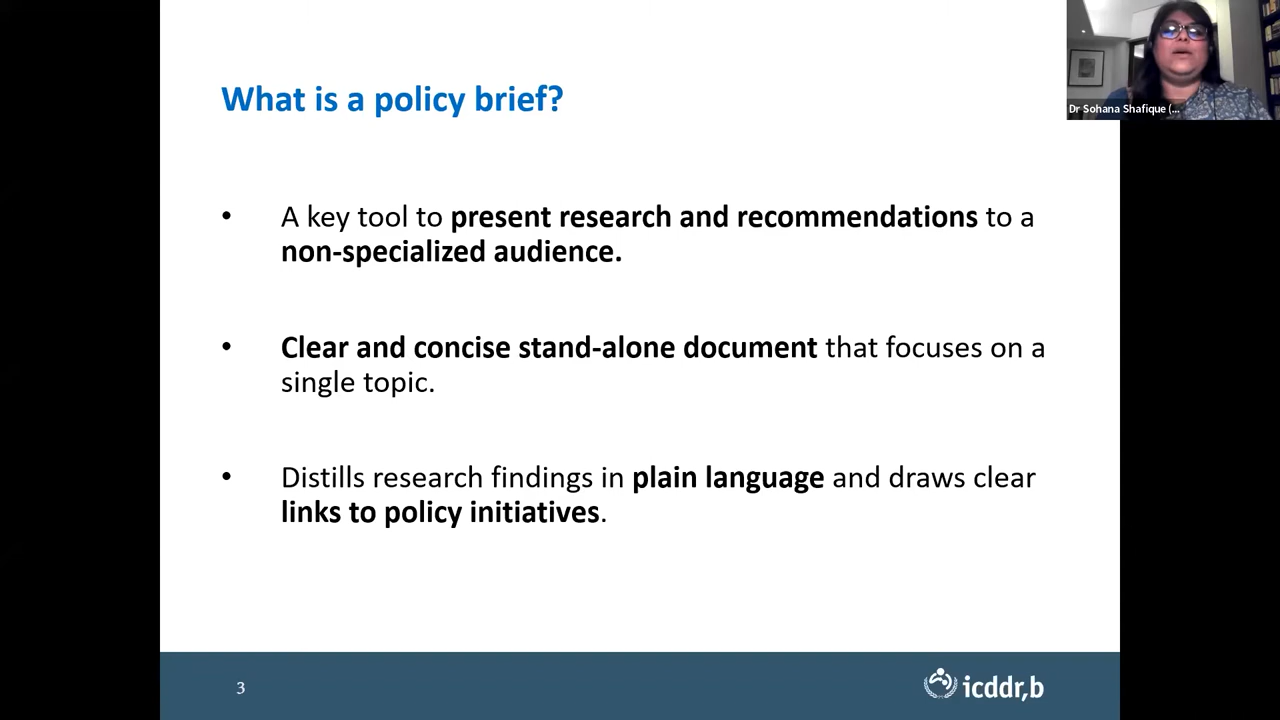 What is a policy brief?
Dr Sohana Shafique (...
• A key tool to present research and recommendations to a
non-specialized audience.
• Clear and concise stand-alone document that focuses on a
single topic.
• Distills research findings in plain language and draws clear
links to policy initiatives.
3
icddr,b